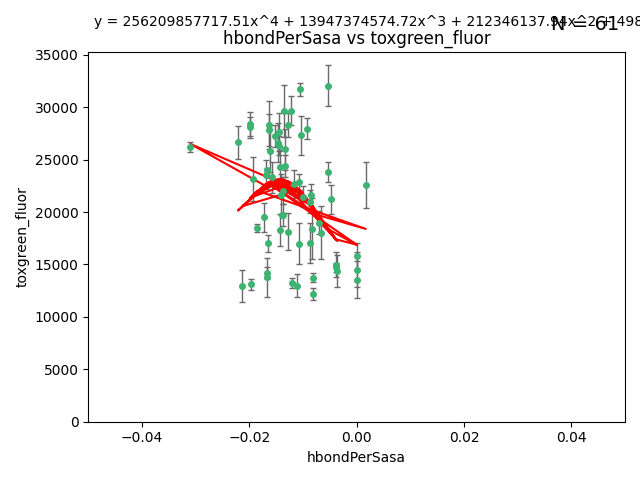 y = 256209857717.51x^4 + 13947374574.72x^3 + 212346137.94x^2 + 498
N = 61
hbondPerSasa vs toxgreen_fluor
35000
30000
25000
20000
15000
10000
5000
0
toxgreen_fluor
−0.04 −0.02 0.00 0.02 0.04
hbondPerSasa